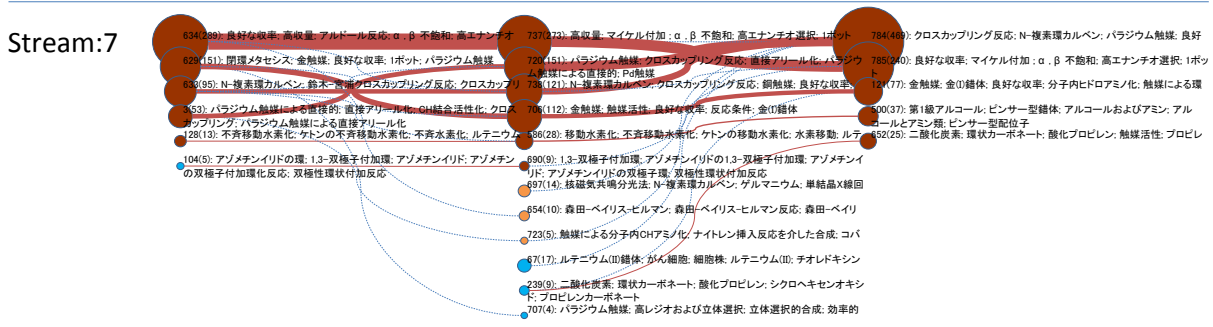 Stream:7
634(289): 良好な収率; 高収量; アルドール反応; α , β 不飽和; 高エナンチオ
629(151): 閉環メタセシス; 金触媒; 良好な収率; 1ポット; パラジウム触媒
633(95): N-複素環カルベン; 鈴木-宮浦クロスカップリング反応; クロスカプリ
3(53): パラジウム触媒による直接的; 直接アリール化; CH結合活性化; クロス
カップリング; パラジウム触媒による直接アリール化
128(13): 不斉移動水素化; ケトンの不斉移動水素化; 不斉水素化; ルテニウム
104(5): アゾメチンイリドの環; 1,3-双極子付加環; アゾメチンイリド; アゾメチン
の双極子付加環化反応; 双極性環状付加反応
737(273): 高収量; マイケル付加 ; α , β 不飽和; 高エナンチオ選択; 1ポット
720(151): パラジウム触媒; クロスカップリング反応; 直接アリール化; パラジウ
ム触媒による直接的; Pd触媒
738(121): N-複素環カルベン; クロスカップリング反応; 銅触媒; 良好な収率;
706(112): 金触媒; 触媒活性; 良好な収率; 反応条件; 金(I)錯体
586(28): 移動水素化; 不斉移動水素化; ケトンの移動水素化; 水素移動; ルテ
690(9): 1,3-双極子付加環; アゾメチンイリドの1,3-双極子付加環; アゾメチンイ
リド; アゾメチンイリドの双極子環; 双極性環状付加反応
697(14): 核磁気共鳴分光法; N-複素環カルベン; ゲルマニウム; 単結晶X線回
654(10): 森田-ベイリス-ヒルマン; 森田-ベイリス-ヒルマン反応; 森田-ベイリ
723(5): 触媒による分子内CHアミノ化; ナイトレン挿入反応を介した合成; コバ
67(17): ルテニウム(II)錯体; がん細胞; 細胞株; ルテニウム(II); チオレドキシン
239(9): 二酸化炭素; 環状カーボネート; 酸化プロピレン; シクロヘキセンオキシ
ド; プロピレンカーボネート
707(4): パラジウム触媒; 高レジオおよび立体選択; 立体選択的合成; 効率的
784(469): クロスカップリング反応; N-複素環カルベン; パラジウム触媒; 良好
785(240): 良好な収率; マイケル付加 ; α , β 不飽和; 高エナンチオ選択; 1ポッ
ト
121(77): 金触媒; 金(I)錯体; 良好な収率; 分子内ヒドロアミノ化; 触媒による環
500(37): 第1級アルコール; ピンサー型錯体; アルコールおよびアミン; アル
コールとアミン類; ピンサー型配位子
652(25): 二酸化炭素; 環状カーボネート; 酸化プロピレン; 触媒活性; プロピレ